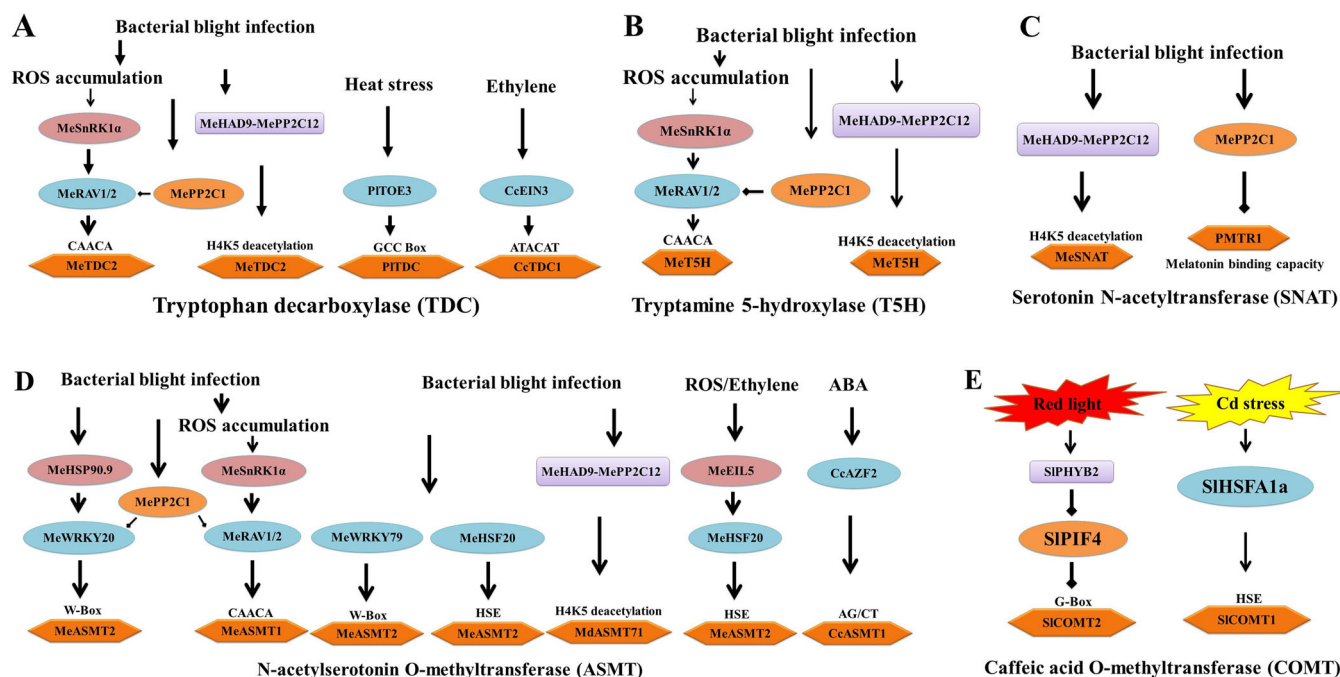 A
Bacterial blight infection
ROS accumulation
MeSnRK1α
MeHAD9-MePP2C12
MeRAV1/2
MePP2C1
CAACA
MeTDC2
H4K5 deacetylation
MeTDC2
Heat stress
PlTOE3
GCC Box
PlTDC
Ethylene
CcEIN3
ATACAT
CcTDC1
Tryptophan decarboxylase (TDC)
B
Bacterial blight infection
ROS accumulation
MeSnRK1α
MeHAD9-MePP2C12
MeRAV1/2
MePP2C1
CAACA
MeT5H
H4K5 deacetylation
MeT5H
Tryptamine 5-hydroxylase (T5H)
C
Bacterial blight infection
MeHAD9-MePP2C12
MePP2C1
H4K5 deacetylation
MeSNAT
PMTR1
Melatonin binding capacity
Serotonin N-acetyltransferase (SNAT)
D
Bacterial blight infection
ROS accumulation
MeHSP90.9
MeSnRK1α
MePP2C1
MeWRKY20
MeRAV1/2
W-Box
MeASMT2
CAACA
MeASMT1
Bacterial blight infection
MeHAD9-MePP2C12
MeWRKY79
MeHSF20
W-Box
MeASMT2
HSE
MeASMT2
H4K5 deacetylation
MdASMT71
ROS/Ethylene
MeEIL5
MeHSF20
HSE
MeASMT2
ABA
CcAZF2
AG/CT
CcASMT1
N-acetylserotonin O-methyltransferase (ASMT)
E
Red light
SlPHYB2
SlPIF4
G-Box
SlCOMT2
Cd stress
SlHSFA1a
HSE
SlCOMT1
Caffeic acid O-methyltransferase (COMT)